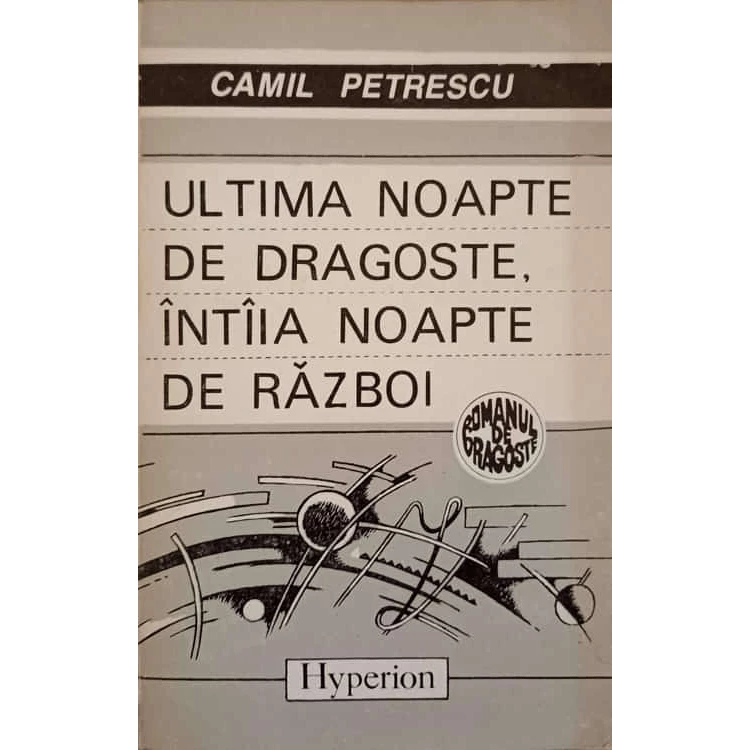 CAMIL PETRESCU
ULTIMA NOAPTE
DE DRAGOSTE,
ÎNTÎIA NOAPTE
DE RĂZBOI
ROMANUL
DE
DRAGOSTE
Hyperion